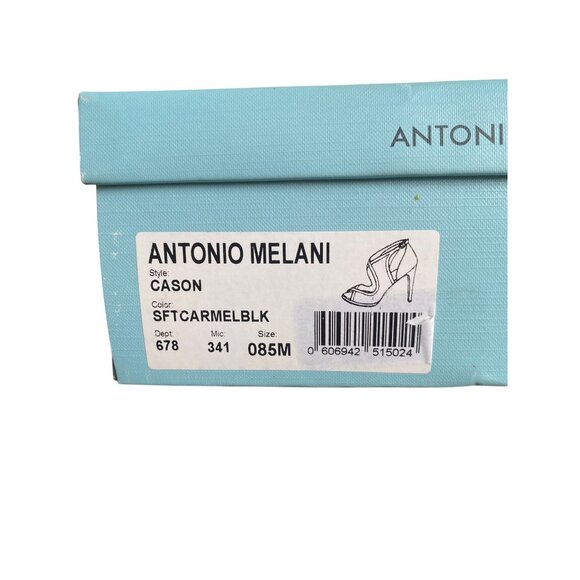 ANTONI
ANTONIO MELANI
Style:
CASON
Color:
SFTCARMELBLK
Dept: Mic: Size:
678 341 085M
0 606942 515024